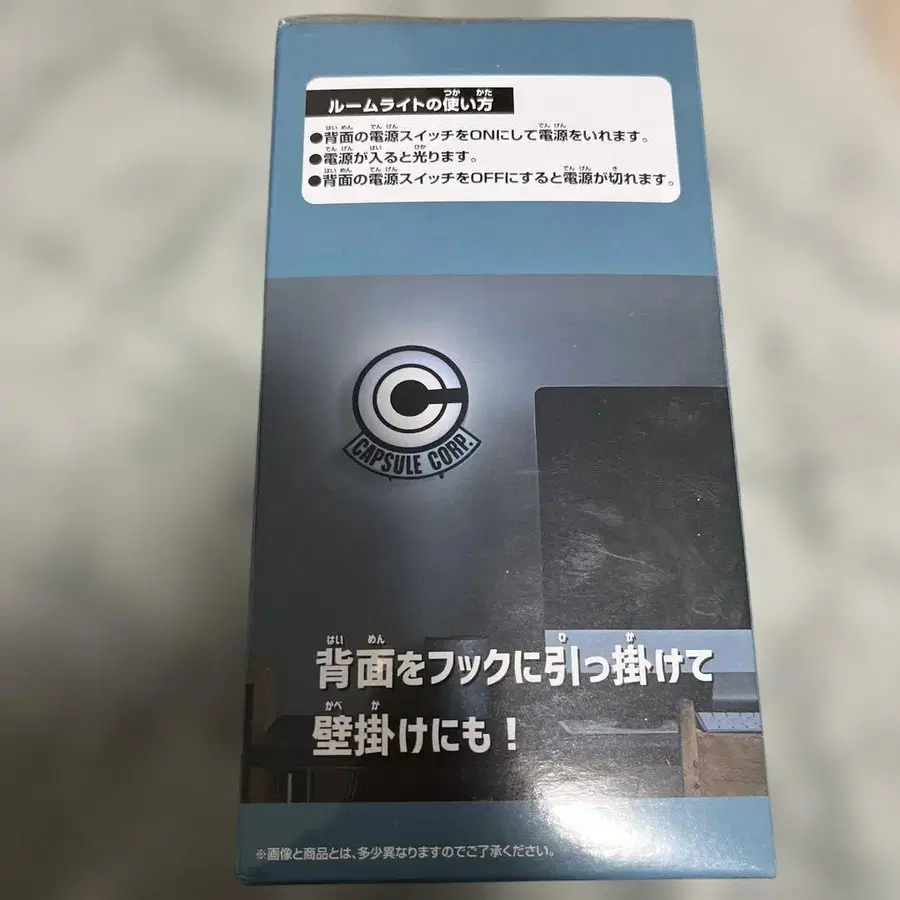 ルームライトの使い方
●背面の電源スイッチをONにして電源をいれます。
●電源が入ると光ります。
●背面の電源スイッチをOFFにすると電源が切れます。
CAPSULE CORP.
背面をフックに引っ掛けて
壁掛けにも！
※画像と商品とは、多少異なりますのでご了承ください。